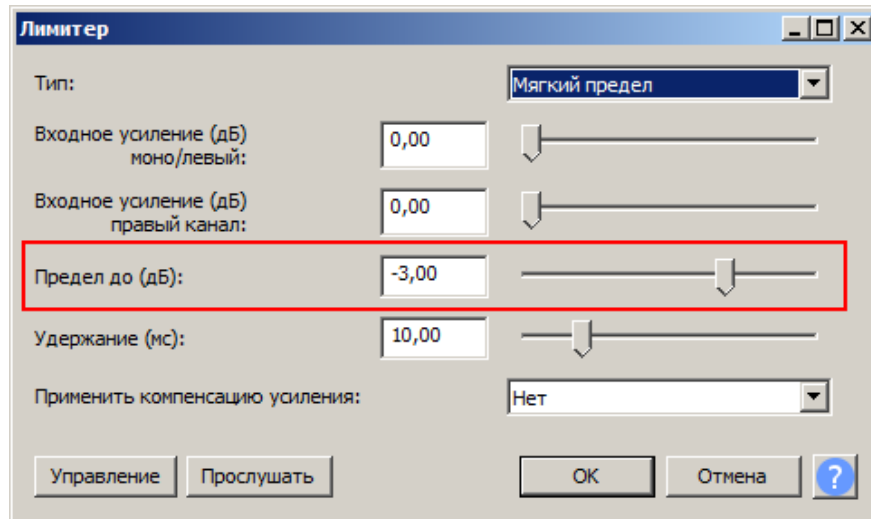 Лимитер
Тип:
Мягкий предел
Входное усиление (дБ)
моно/левый:
0,00
Входное усиление (дБ)
правый канал:
0,00
Предел до (дБ):
-3,00
Удержание (мс):
10,00
Применить компенсацию усиления:
Нет
Управление
Прослушать
OK
Отмена
?